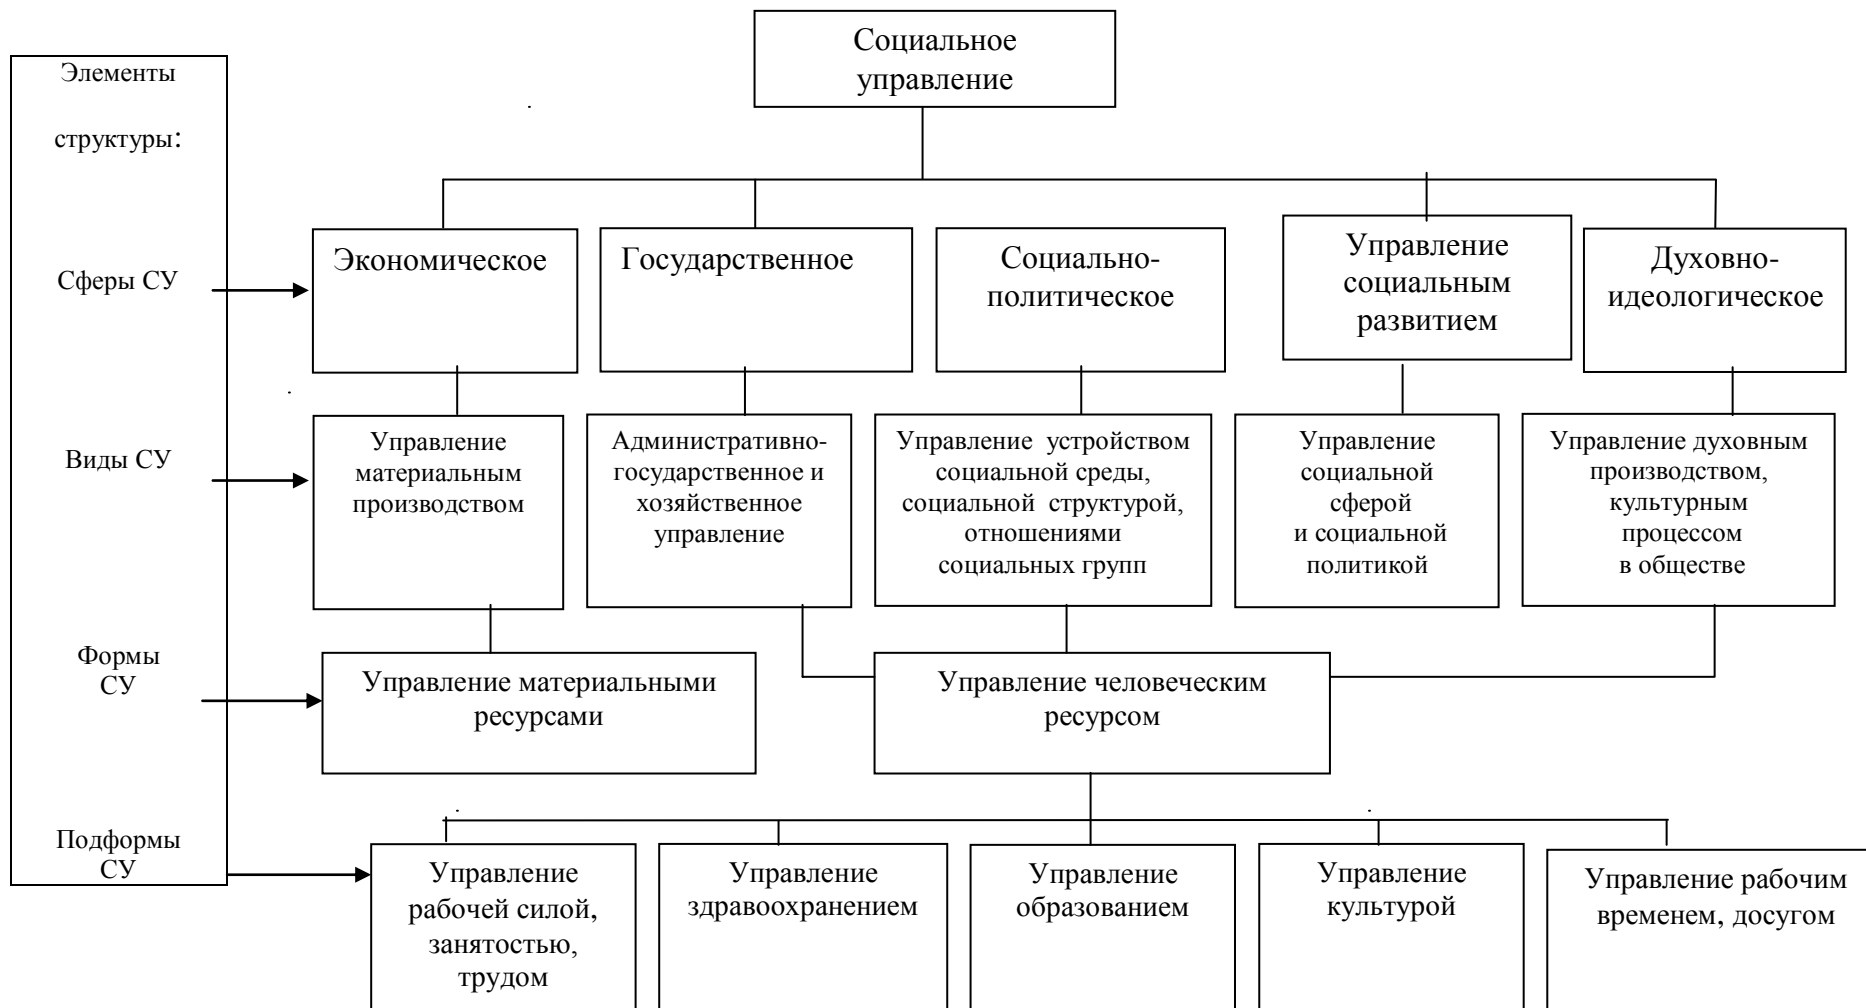 Социальное
управление
Элементы
структуры:
Сферы СУ
Экономическое
Государственное
Социально-
политическое
Управление
социальным
развитием
Духовно-
идеологическое
Виды СУ
Управление
материальным
производством
Административно-
государственное и
хозяйственное
управление
Управление устройством
социальной среды,
социальной структурой,
отношениями
социальных групп
Управление
социальной
сферой
и социальной
политикой
Управление духовным
производством,
культурным
процессом
в обществе
Формы
СУ
Управление материальными
ресурсами
Управление человеческим
ресурсом
Подформы
СУ
Управление
рабочей силой,
занятостью,
трудом
Управление
здравоохранением
Управление
образованием
Управление
культурой
Управление рабочим
временем, досугом